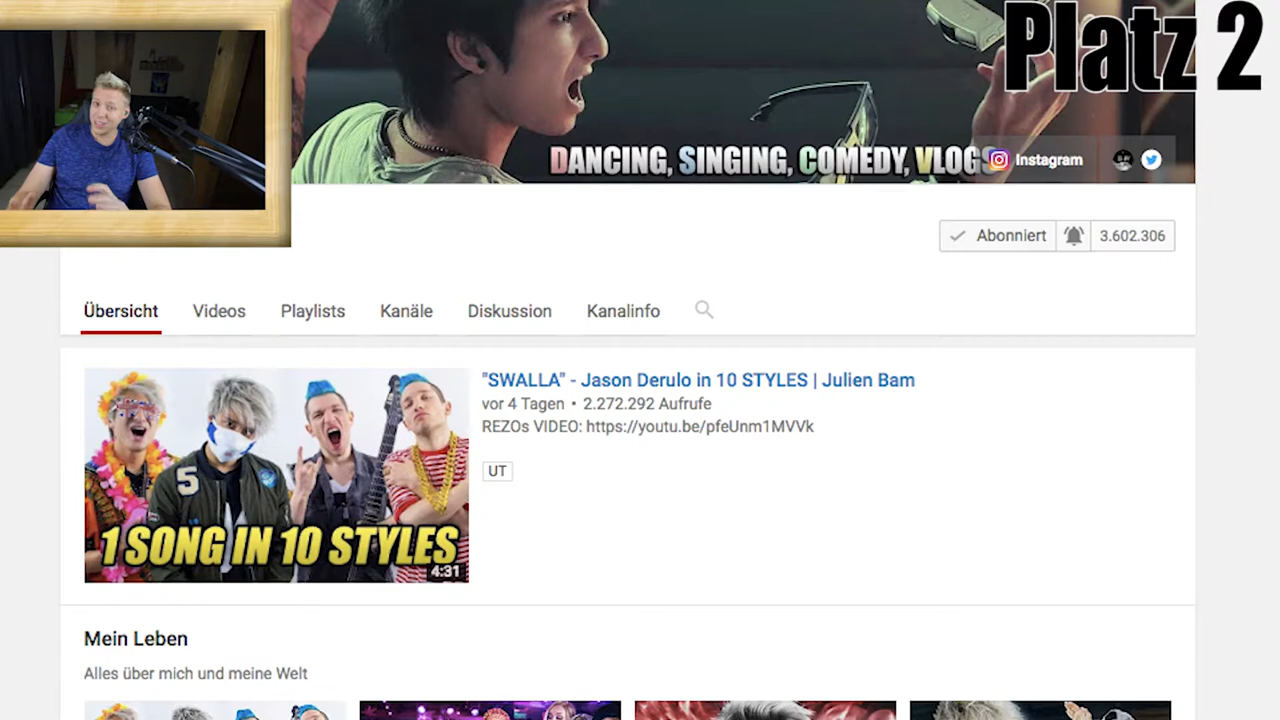 Platz 2
DANCING, SINGING, COMEDY, VLOGS
Instagram
Abonniert
3.602.306
Übersicht
Videos
Playlists
Kanäle
Diskussion
Kanalinfo
"SWALLA" - Jason Derulo in 10 STYLES | Julien Bam
vor 4 Tagen • 2.272.292 Aufrufe
REZOs VIDEO: https://youtu.be/pfeUnm1MVVk
UT
5
1 SONG IN 10 STYLES
4:31
Mein Leben
Alles über mich und meine Welt